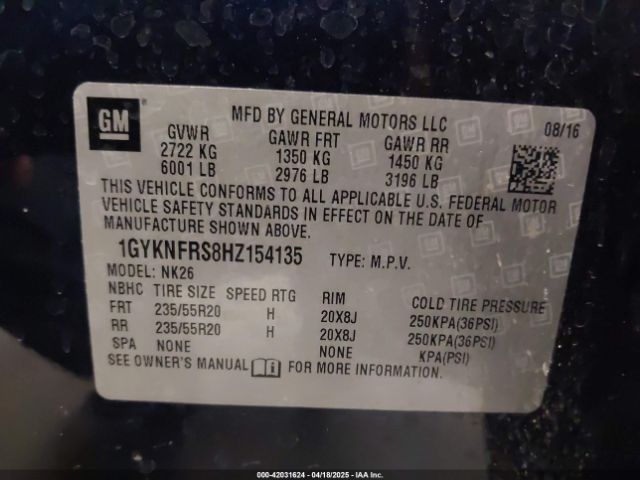 GM
MFD BY GENERAL MOTORS LLC
08/16
GVWR GAWR FRT GAWR RR
2722 KG 1350 KG 1450 KG
6001 LB 2976 LB 3196 LB
THIS VEHICLE CONFORMS TO ALL APPLICABLE U.S. FEDERAL MOTOR
VEHICLE SAFETY STANDARDS IN EFFECT ON THE DATE OF
MANUFACTURE SHOWN ABOVE.
1GYKNFRS8HZ154135 TYPE: M.P.V.
MODEL: NK26
NBHC TIRE SIZE SPEED RTG RIM COLD TIRE PRESSURE
FRT 235/55R20 H 20X8J 250KPA(36PSI)
RR 235/55R20 H 20X8J 250KPA(36PSI)
SPA NONE NONE KPA(PSI)
SEE OWNER'S MANUAL FOR MORE INFORMATION.
000-42031624 - 04/18/2025 - IAA Inc.